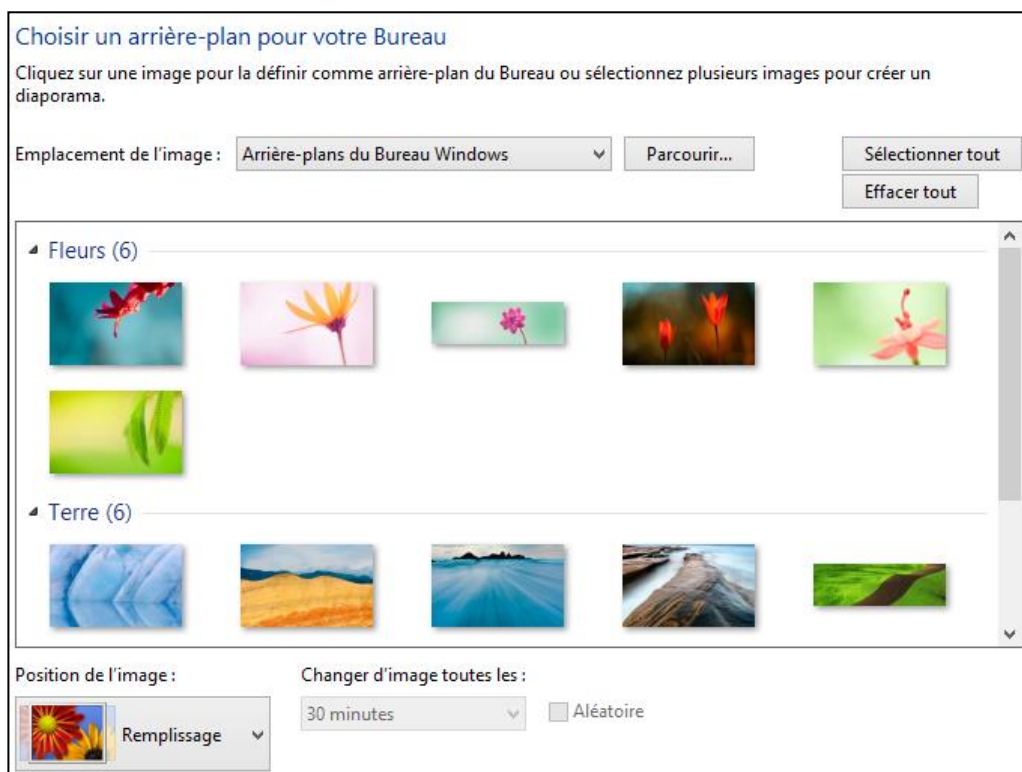 Choisir un arrière-plan pour votre Bureau
Cliquez sur une image pour la définir comme arrière-plan du Bureau ou sélectionnez plusieurs images pour créer un
diaporama.
Emplacement de l'image : Arrière-plans du Bureau Windows Parcourir... Sélectionner tout
Effacer tout
Fleurs (6)
Terre (6)
Position de l'image : Changer d'image toutes les :
Remplissage 30 minutes Aléatoire